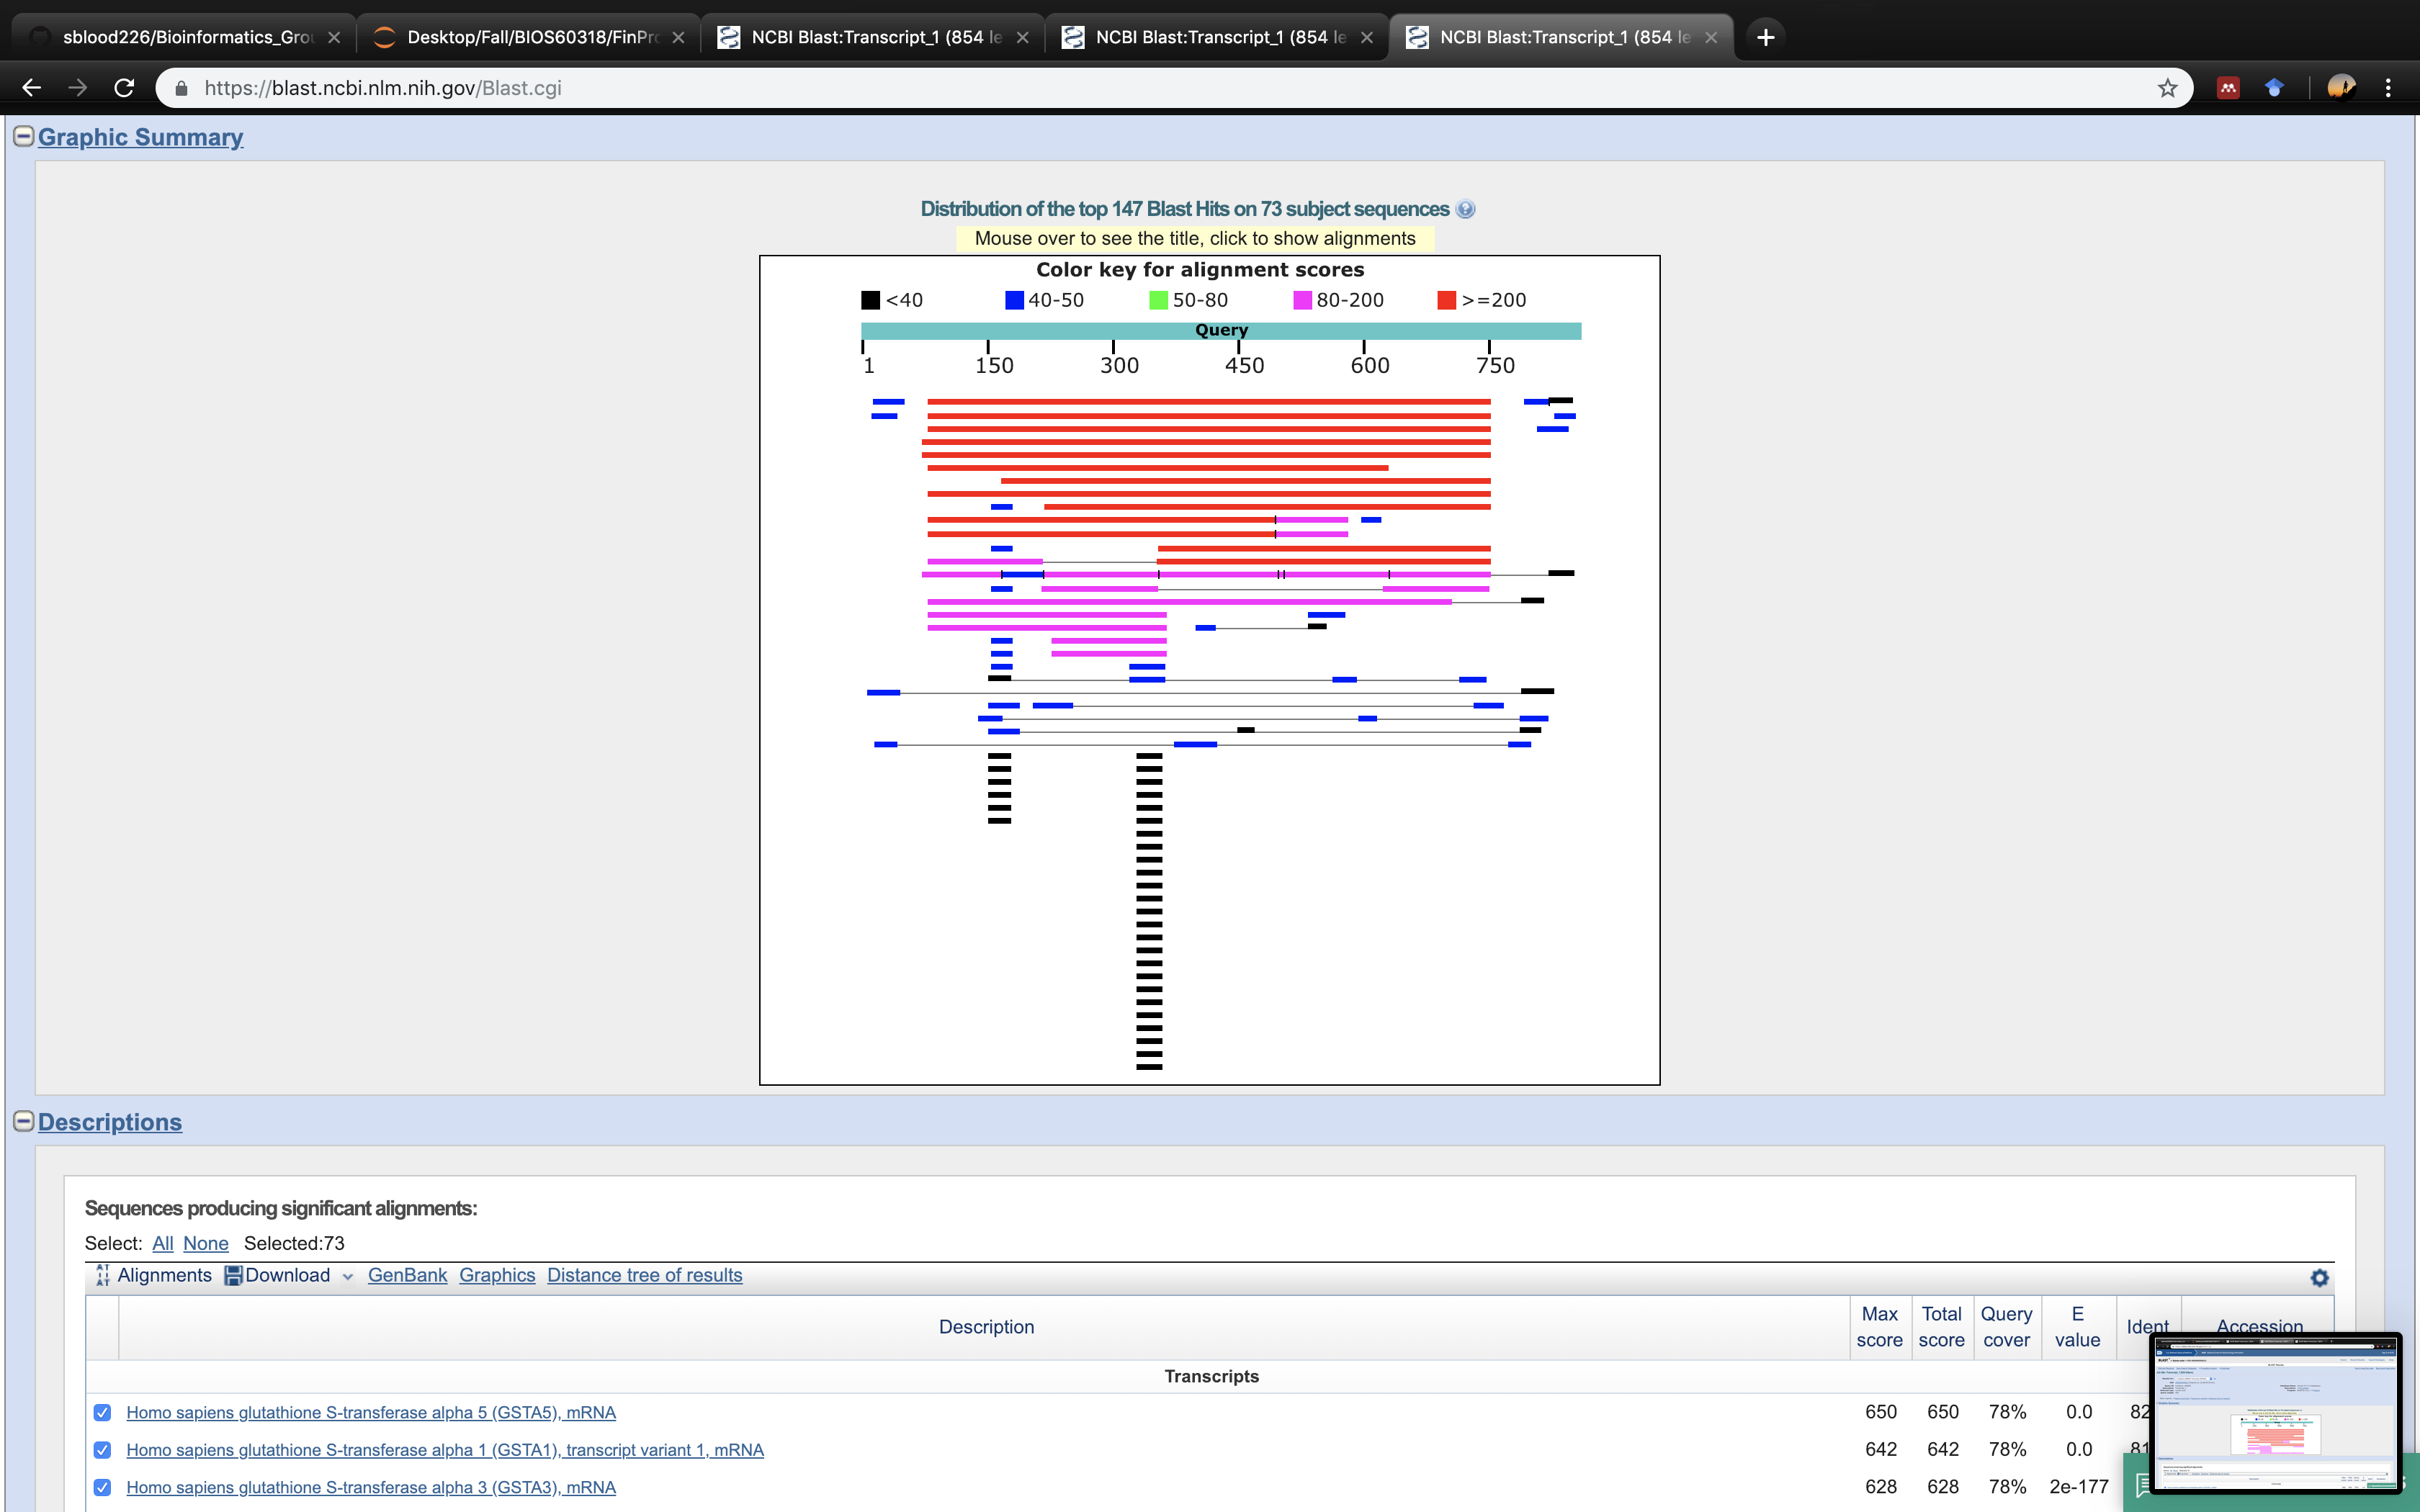 sblood226/Bioinformatics_Grou
Desktop/Fall/BIOS60318/FinPro
NCBI Blast:Transcript_1 (854 le
NCBI Blast:Transcript_1 (854 le
NCBI Blast:Transcript_1 (854 le
https://blast.ncbi.nlm.nih.gov/Blast.cgi
Graphic Summary
Distribution of the top 147 Blast Hits on 73 subject sequences
Mouse over to see the title, click to show alignments
Color key for alignment scores
<40 40-50 50-80 80-200 >=200
Query
1 150 300 450 600 750
Descriptions
Sequences producing significant alignments:
Select: All None Selected:73
Alignments Download GenBank Graphics Distance tree of results
Description Max score Total score Query cover E value Ident Accession
Transcripts
Homo sapiens glutathione S-transferase alpha 5 (GSTA5), mRNA 650 650 78% 0.0 82
Homo sapiens glutathione S-transferase alpha 1 (GSTA1), transcript variant 1, mRNA 642 642 78% 0.0 81
Homo sapiens glutathione S-transferase alpha 3 (GSTA3), mRNA 628 628 78% 2e-177